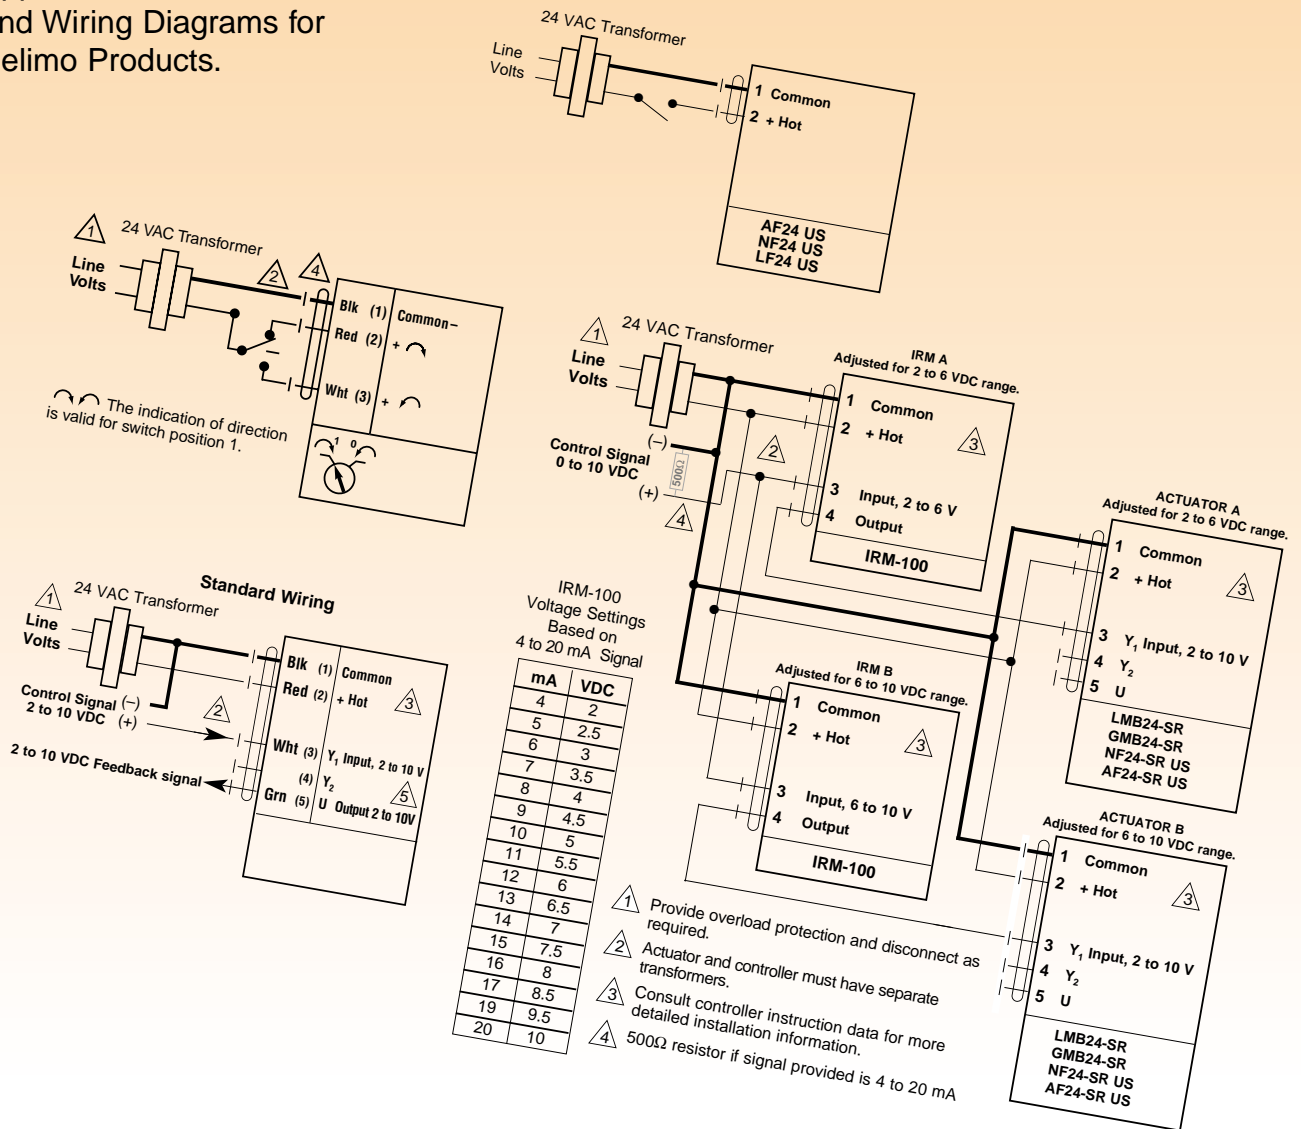 nd Wiring Diagrams for
elimo Products.
24 VAC Transformer
Line
Volts
1 Common
2 + Hot
AF24 US
NF24 US
LF24 US
1
24 VAC Transformer
Line
Volts
2
4
Blk (1) Common–
Red (2) +
Wht (3) +
1 0
The indication of direction
is valid for switch position 1.
Standard Wiring
1
24 VAC Transformer
Line
Volts
Control Signal (–)
2 to 10 VDC (+)
2
2 to 10 VDC Feedback signal
Blk (1) Common
Red (2) + Hot
3
Wht (3) Y1 Input, 2 to 10 V
(4) Y2
5
Grn (5) U Output 2 to 10V
1
24 VAC Transformer
Line
Volts
Control Signal
0 to 10 VDC
(–)
(+)
500Ω
4
2
IRM A
Adjusted for 2 to 6 VDC range.
1 Common
2 + Hot
3
3 Input, 2 to 6 V
4 Output
IRM-100
IRM B
Adjusted for 6 to 10 VDC range.
1 Common
2 + Hot
3
3 Input, 6 to 10 V
4 Output
IRM-100
ACTUATOR A
Adjusted for 2 to 6 VDC range.
1 Common
2 + Hot
3
3 Y1 Input, 2 to 10 V
4 Y2
5 U
LMB24-SR
GMB24-SR
NF24-SR US
AF24-SR US
ACTUATOR B
Adjusted for 6 to 10 VDC range.
1 Common
2 + Hot
3
3 Y1 Input, 2 to 10 V
4 Y2
5 U
LMB24-SR
GMB24-SR
NF24-SR US
AF24-SR US
IRM-100
Voltage Settings
Based on
4 to 20 mA Signal
mA VDC
4 2
5 2.5
6 3
7 3.5
8 4
9 4.5
10 5
11 5.5
12 6
13 6.5
14 7
15 7.5
16 8
17 8.5
19 9.5
20 10
1 Provide overload protection and disconnect as
required.
2 Actuator and controller must have separate
transformers.
3 Consult controller instruction data for more
detailed installation information.
4 500Ω resistor if signal provided is 4 to 20 mA